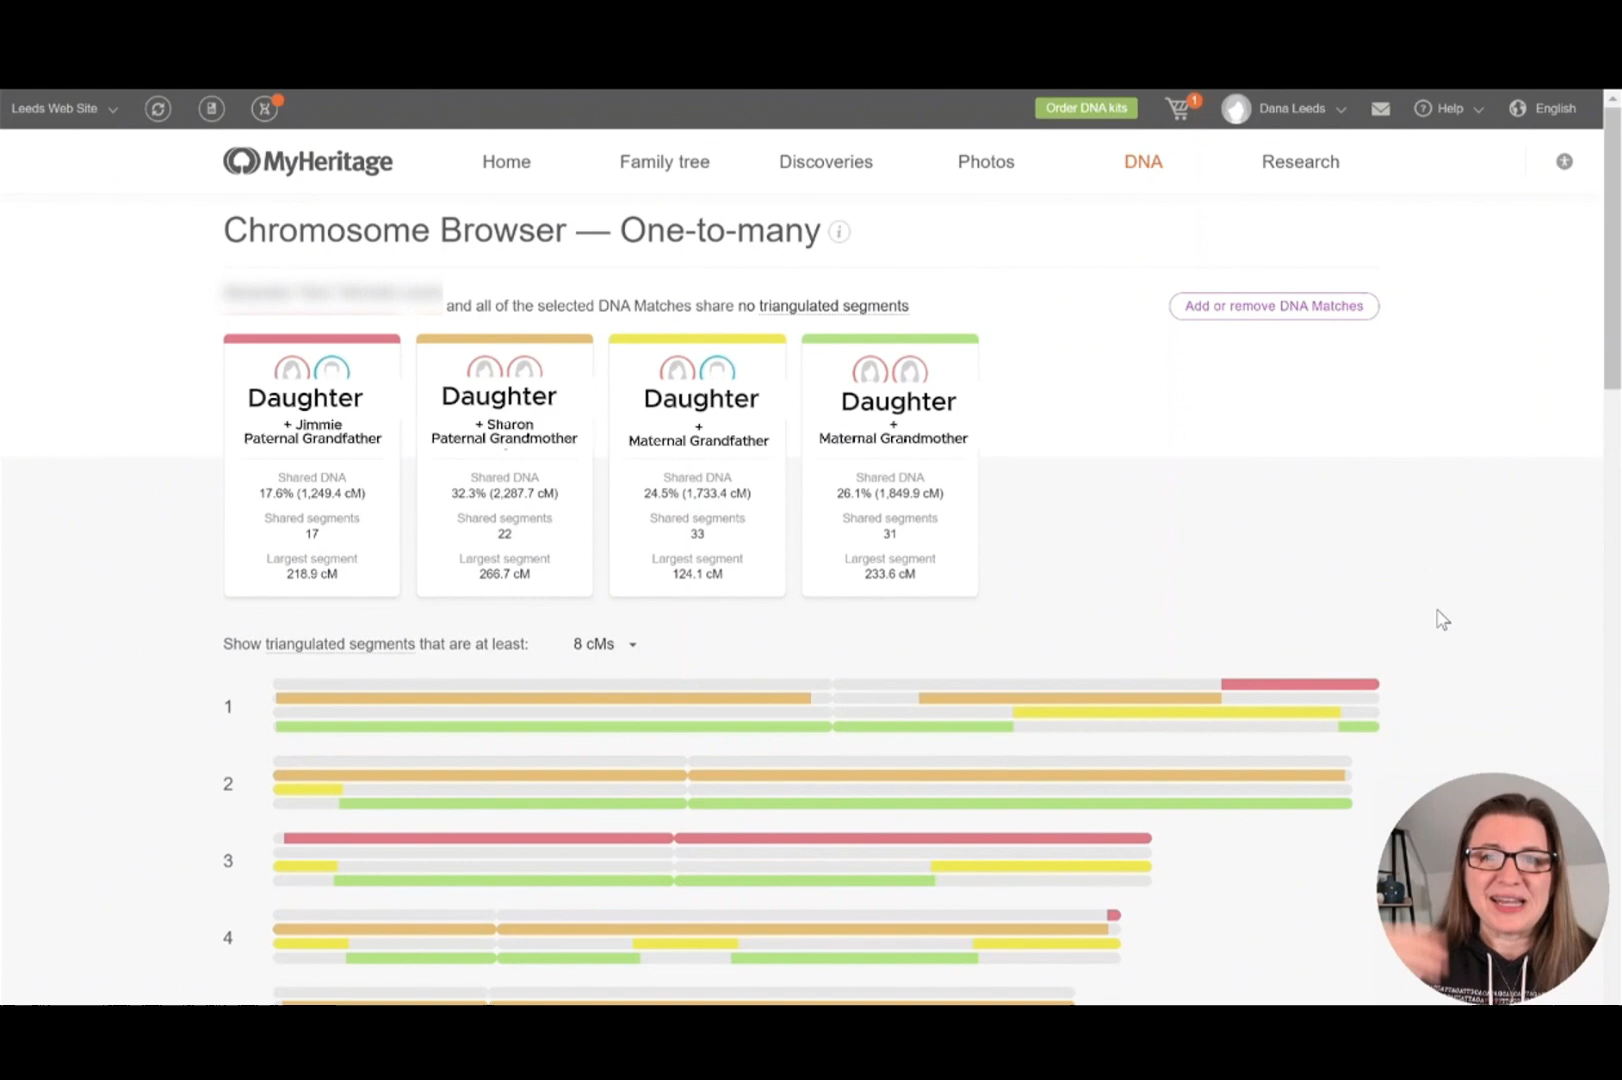 Leeds Web Site
Order DNA kits
1
Dana Leeds
Help
English
MyHeritage
Home
Family tree
Discoveries
Photos
DNA
Research
Chromosome Browser — One-to-many
and all of the selected DNA Matches share no triangulated segments
Add or remove DNA Matches
Daughter
+ Jimmie
Paternal Grandfather
Shared DNA
17.6% (1,249.4 cM)
Shared segments
17
Largest segment
218.9 cM
Daughter
+ Sharon
Paternal Grandmother
Shared DNA
32.3% (2,287.7 cM)
Shared segments
22
Largest segment
266.7 cM
Daughter
+
Maternal Grandfather
Shared DNA
24.5% (1,733.4 cM)
Shared segments
33
Largest segment
124.1 cM
Daughter
+
Maternal Grandmother
Shared DNA
26.1% (1,849.9 cM)
Shared segments
31
Largest segment
233.6 cM
Show triangulated segments that are at least: 8 cMs
1
2
3
4